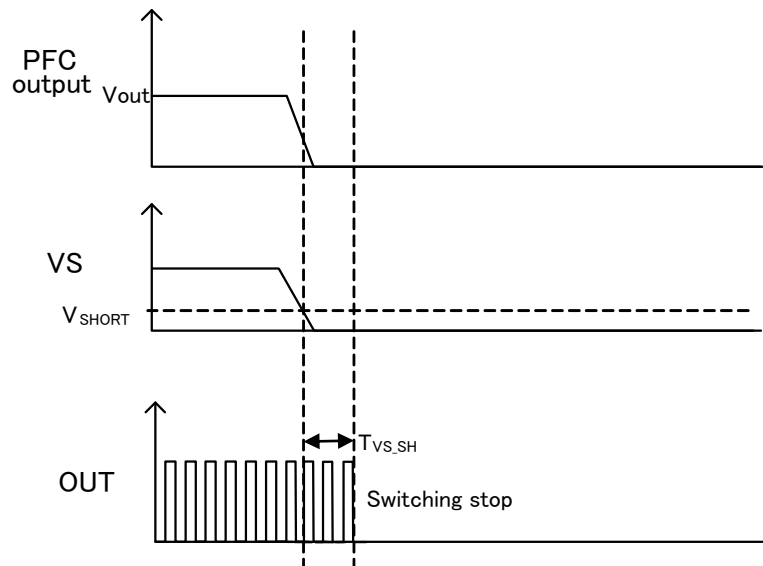 PFC
output
Vout
VS
VSHORT
TVS_SH
OUT
Switching stop